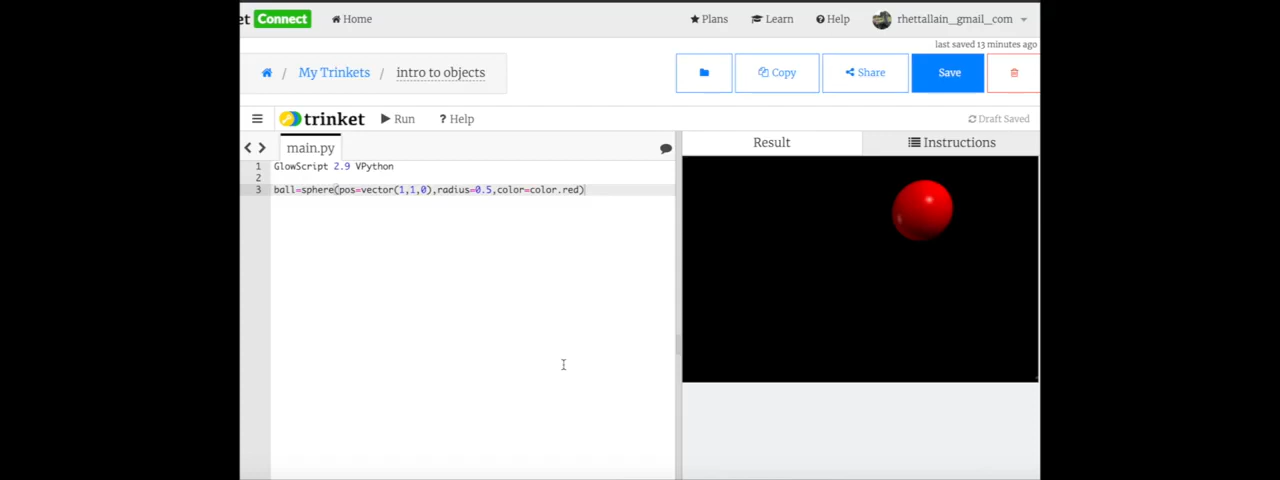 et Connect Home Plans Learn Help rhettallain_gmail_com
last saved 13 minutes ago
/ My Trinkets / intro to objects Copy Share Save
trinket Run ? Help Draft Saved
main.py Result Instructions
1 GlowScript 2.9 VPython
2
3 ball=sphere(pos=vector(1,1,0),radius=0.5,color=color.red)